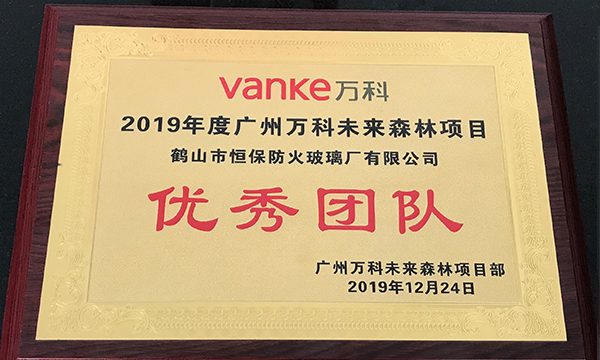 vanke万科
2019年度广州万科未来森林项目
鹤山市恒保防火玻璃厂有限公司
优秀团队
广州万科未来森林项目部
2019年12月24日